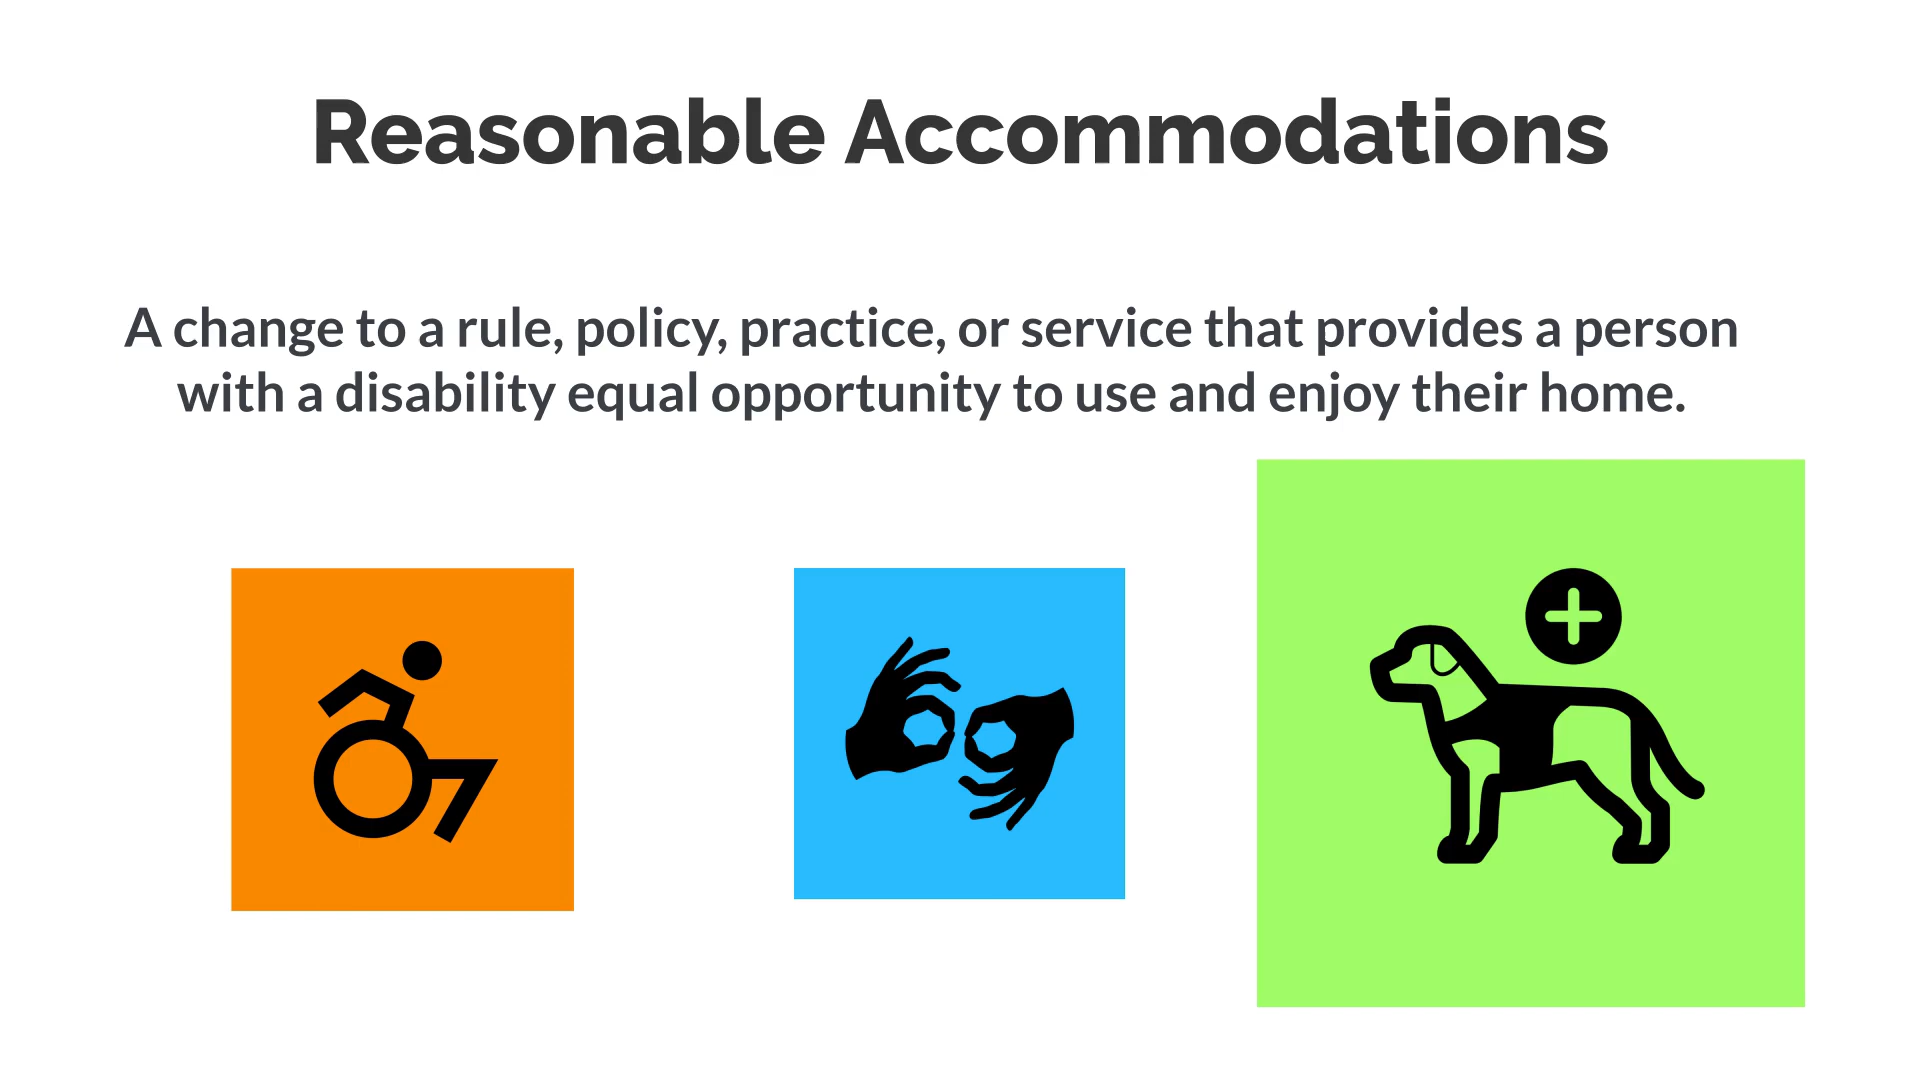 Reasonable Accommodations
A change to a rule, policy, practice, or service that provides a person
with a disability equal opportunity to use and enjoy their home.